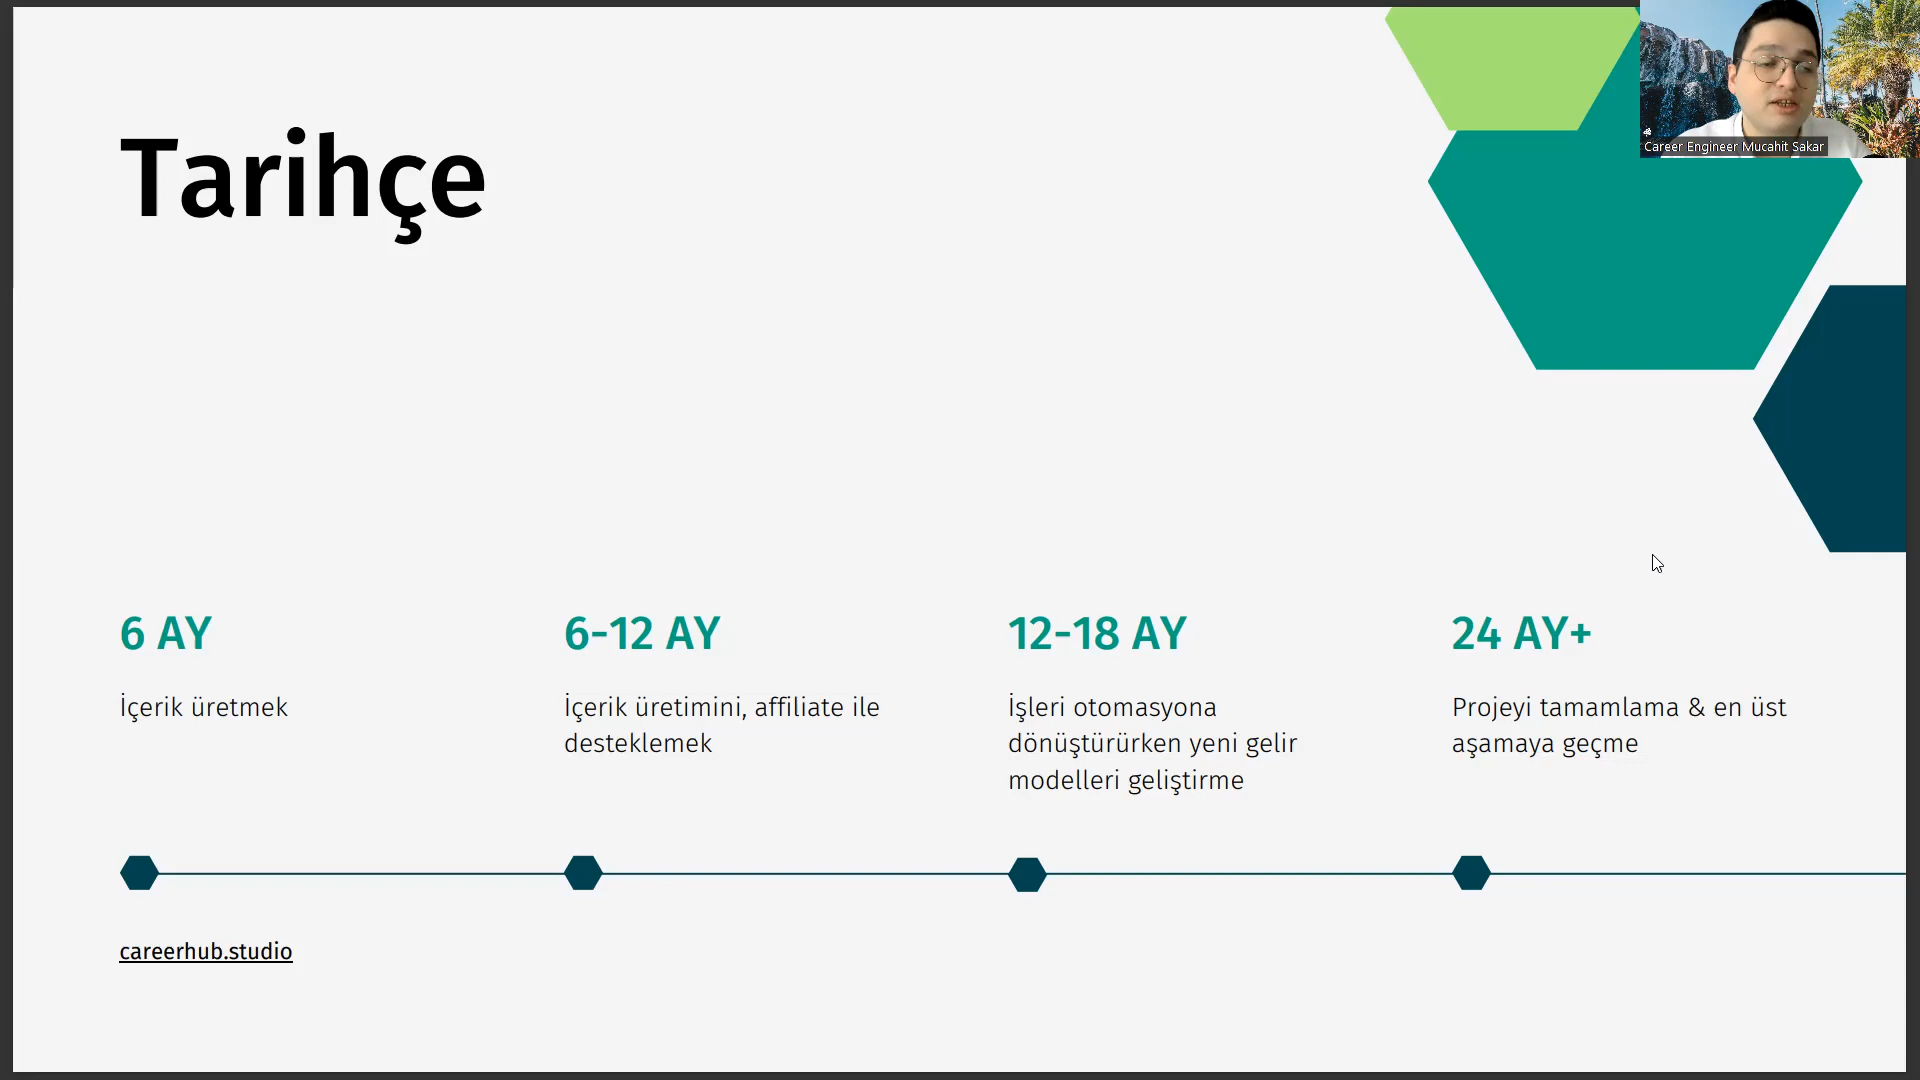 Career Engineer Mucahit Sakar
Tarihçe
6 AY
İçerik üretmek
6-12 AY
İçerik üretimini, affiliate ile
desteklemek
12-18 AY
İşleri otomasyona
dönüştürürken yeni gelir
modelleri geliştirme
24 AY+
Projeyi tamamlama & en üst
aşamaya geçme
careerhub.studio